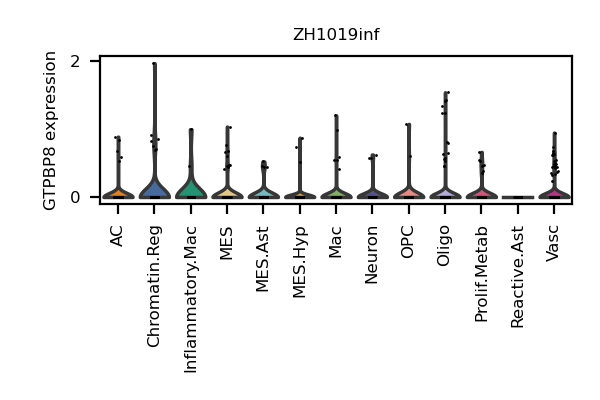 ZH1019inf
GTPBP8 expression
2
0
AC
Chromatin.Reg
Inflammatory.Mac
MES
MES.Ast
MES.Hyp
Mac
Neuron
OPC
Oligo
Prolif.Metab
Reactive.Ast
Vasc